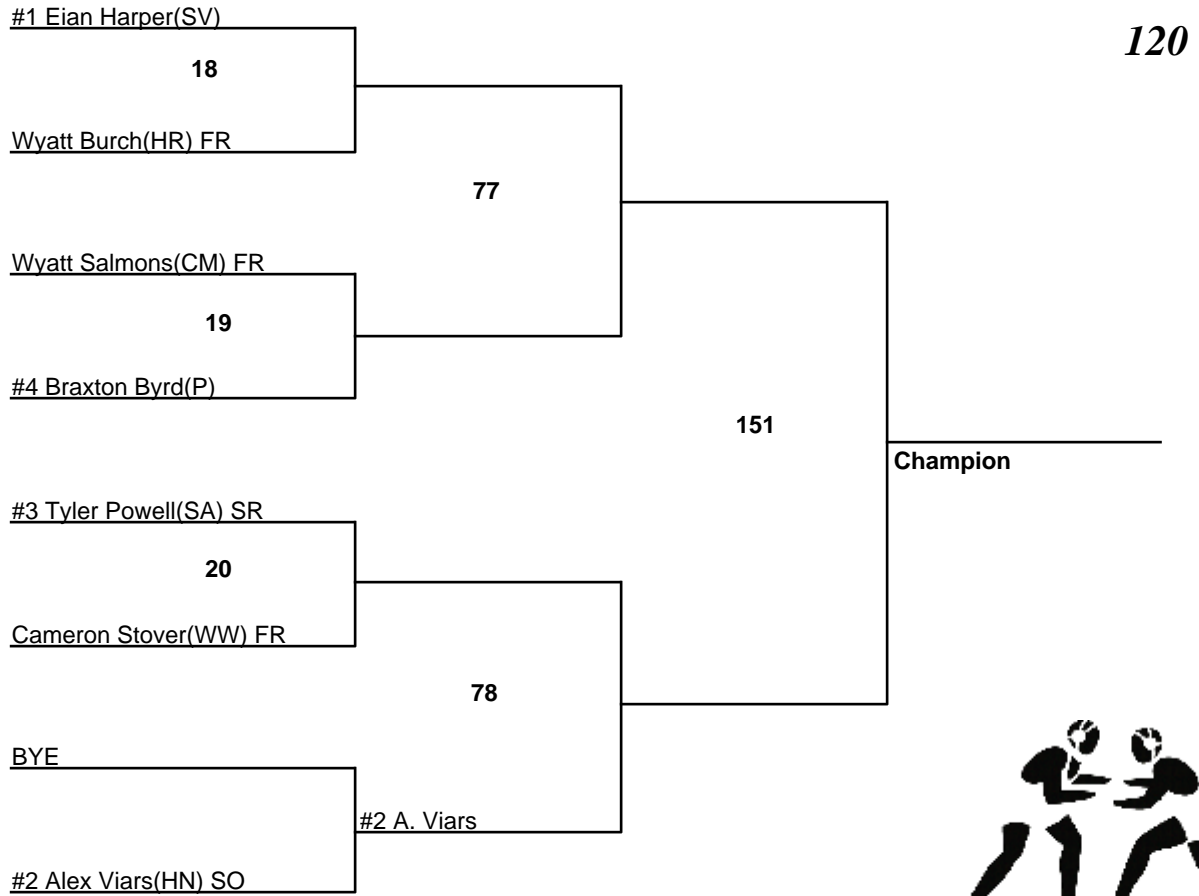 #1 Eian Harper(SV)
120
18
Wyatt Burch(HR) FR
77
Wyatt Salmons(CM) FR
19
#4 Braxton Byrd(P)
151
Champion
#3 Tyler Powell(SA) SR
20
Cameron Stover(WW) FR
78
BYE
#2 A. Viars
#2 Alex Viars(HN) SO